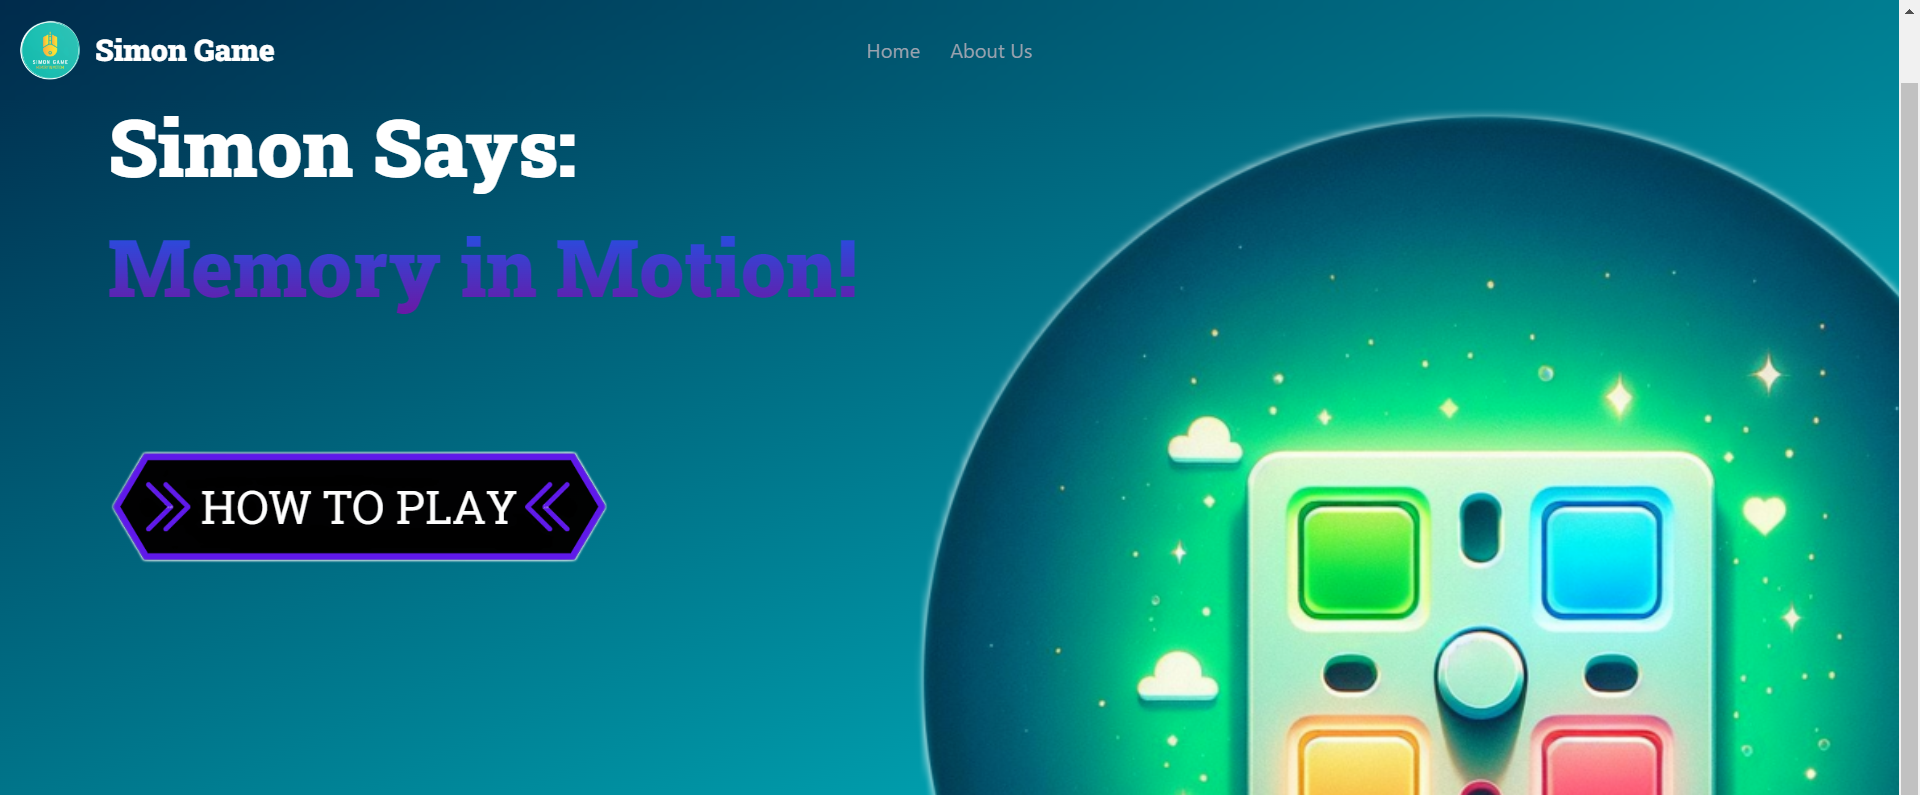 SIMON GAME
Simon Game
Home About Us
Simon Says:
Memory in Motion!
HOW TO PLAY